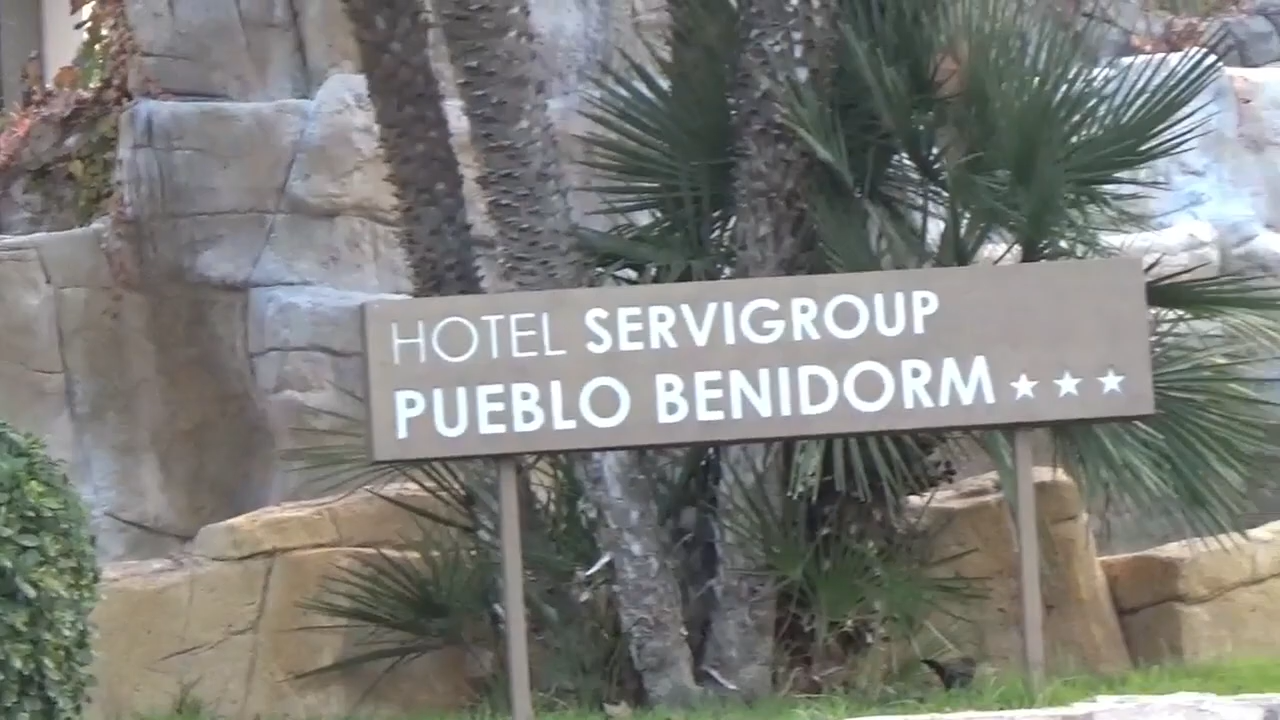 HOTEL SERVIGROUP
PUEBLO BENIDORM ★ ★ ★